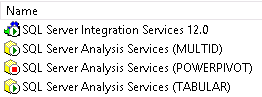 Name
SQL Server Integration Services 12.0
SQL Server Analysis Services (MULTID)
SQL Server Analysis Services (POWERPIVOT)
SQL Server Analysis Services (TABULAR)